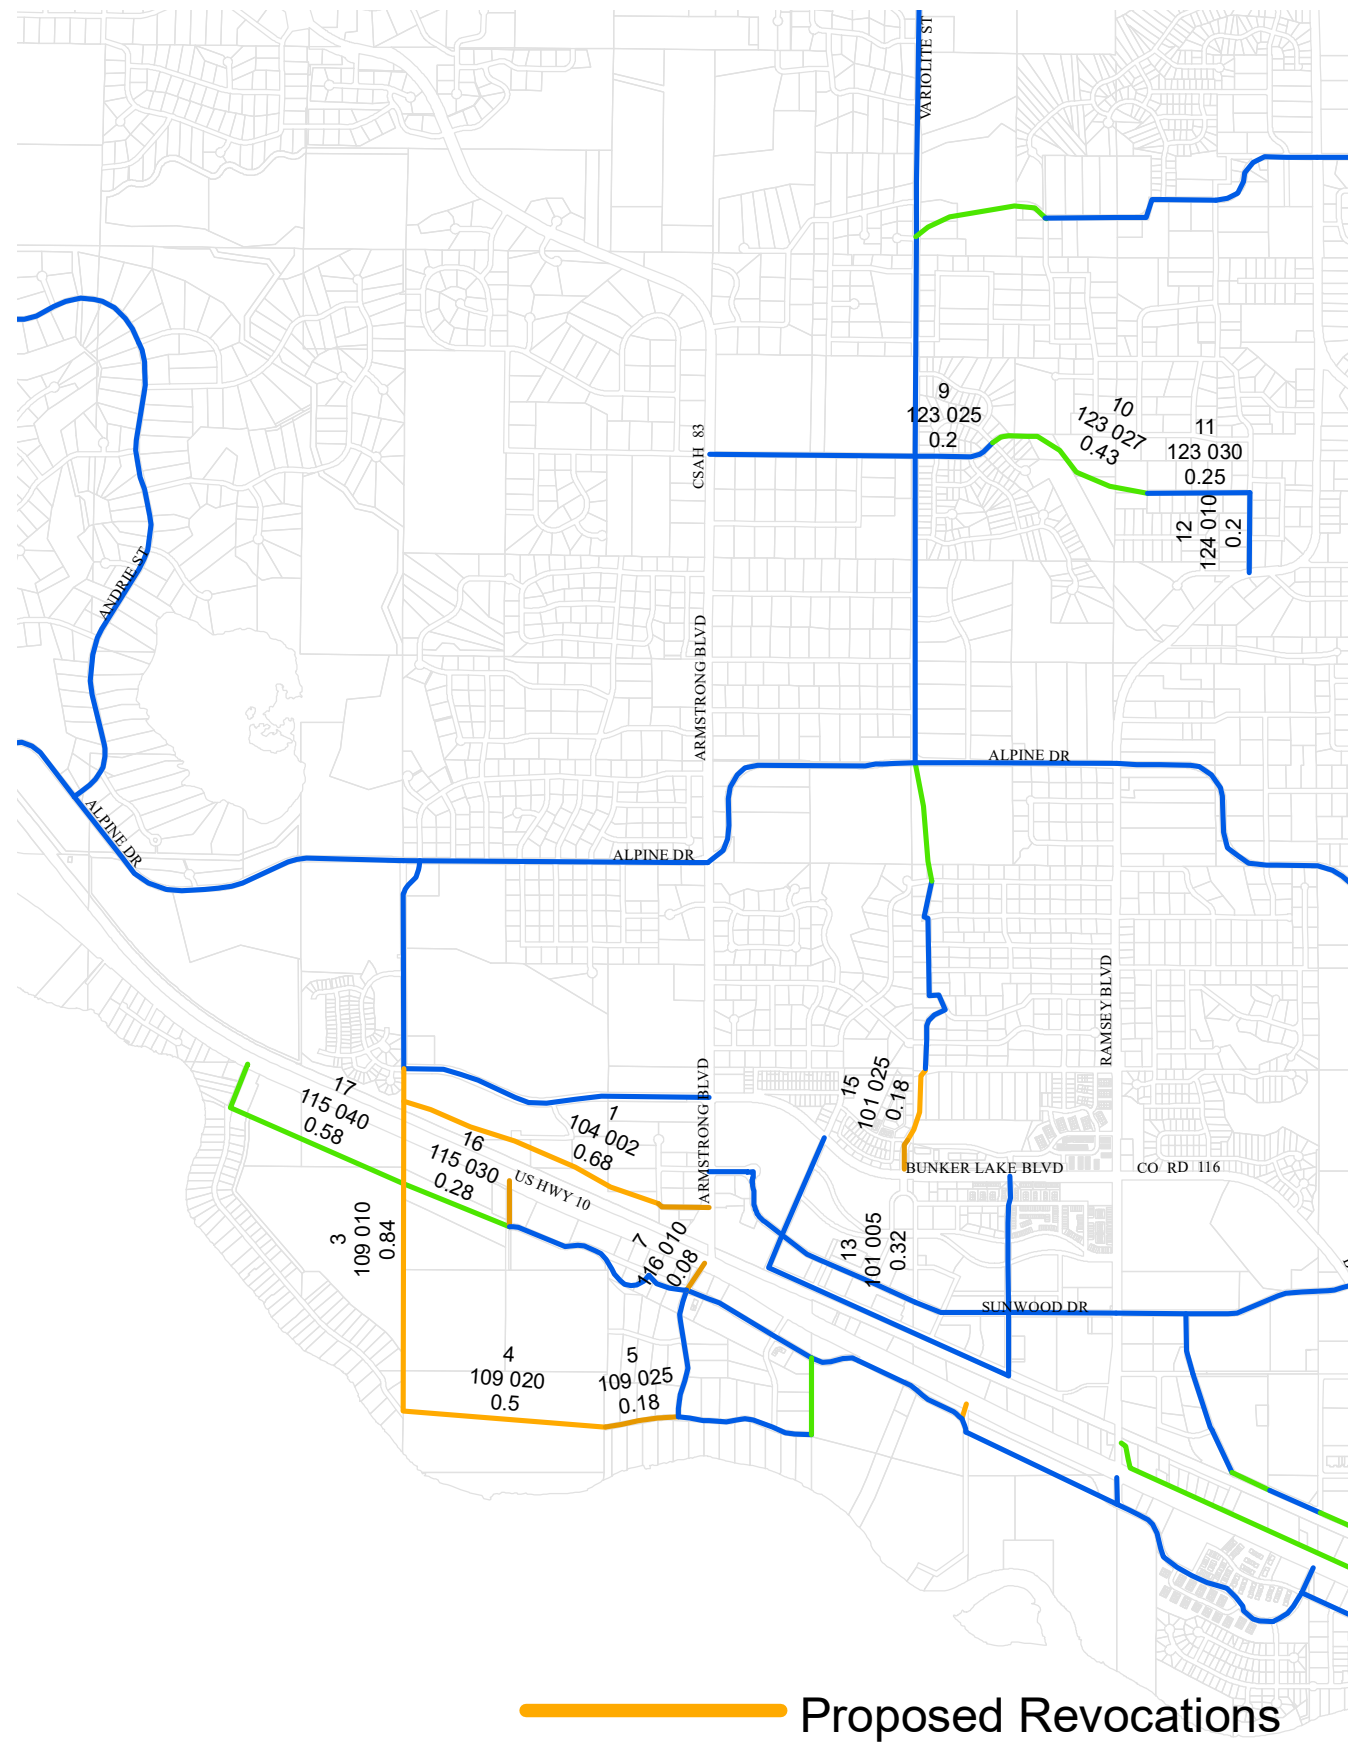 VARIOLITE ST
9
123 025
0.2
10
123 027
0.43
11
123 030
0.25
CSAH 83
12
124 010
0.2
ANDRIE ST
ARMSTRONG BLVD
ALPINE DR
ALPINE DR
ALPINE DR
RAMSEY BLVD
17
115 040
0.58
1
104 002
0.68
ARMSTRONG BLVD
15
101 025
0.18
16
115 030
0.28
US HWY 10
BUNKER LAKE BLVD
CO RD 116
3
109 010
0.84
7
116 010
0.08
13
101 005
0.32
SUNWOOD DR
4
109 020
0.5
5
109 025
0.18
Proposed Revocations